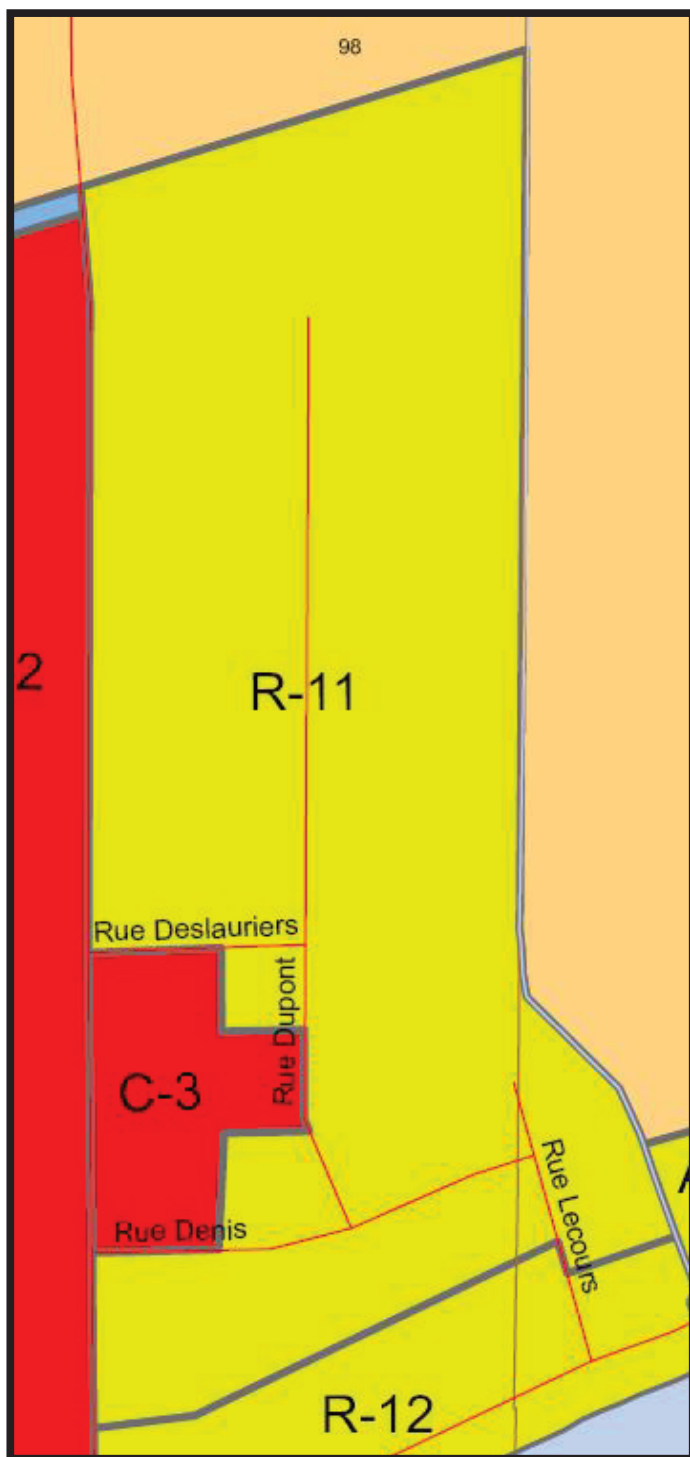 98
2
R-11
Rue Deslauriers
Rue Dupont
C-3
Rue Lecours
Rue Denis
R-12